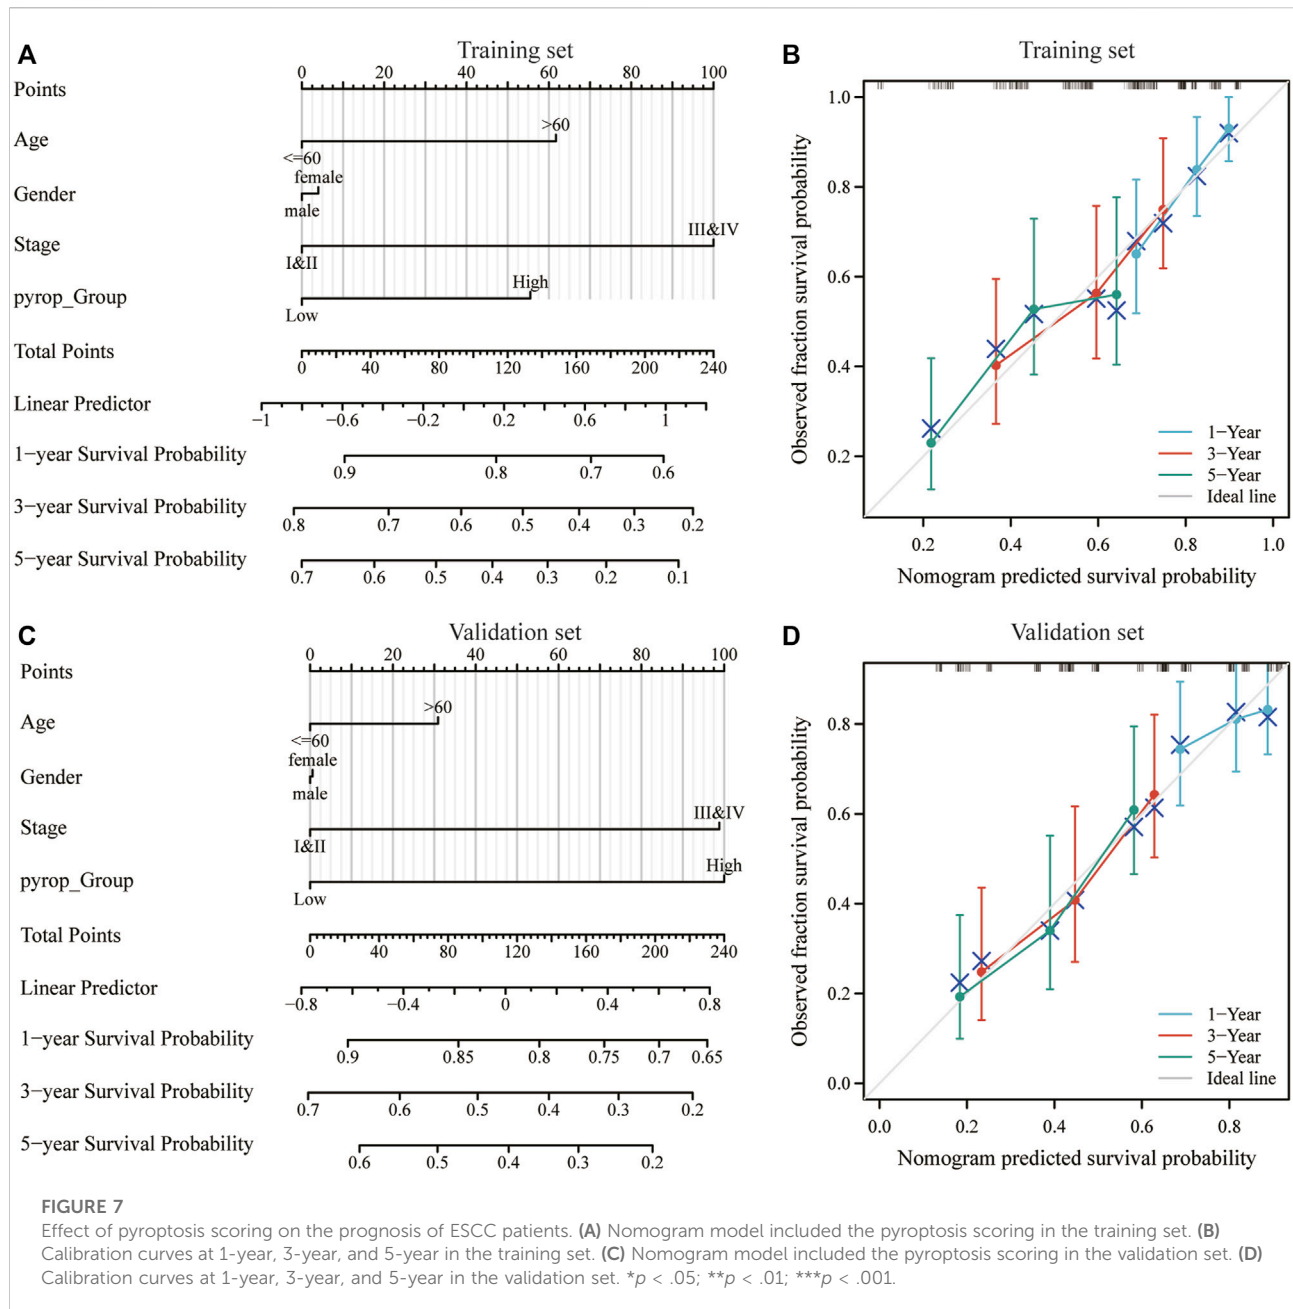 A
Training set
0 20 40 60 80 100
Points
Age
>60
<=60
female
Gender
male
Stage
III&IV
I&II
pyrop_Group
High
Low
Total Points
0 40 80 120 160 200 240
Linear Predictor
−1 −0.6 −0.2 0.2 0.6 1
1−year Survival Probability
0.9 0.8 0.7 0.6
3−year Survival Probability
0.8 0.7 0.6 0.5 0.4 0.3 0.2
5−year Survival Probability
0.7 0.6 0.5 0.4 0.3 0.2 0.1
B
Training set
Observed fraction survival probability
1.0
0.8
0.6
0.4
0.2
1−Year
3−Year
5−Year
Ideal line
0.2 0.4 0.6 0.8 1.0
Nomogram predicted survival probability
C
Validation set
0 20 40 60 80 100
Points
Age
>60
<=60
female
Gender
male
Stage
III&IV
I&II
pyrop_Group
High
Low
Total Points
0 40 80 120 160 200 240
Linear Predictor
−0.8 −0.4 0 0.4 0.8
1−year Survival Probability
0.9 0.85 0.8 0.75 0.7 0.65
3−year Survival Probability
0.7 0.6 0.5 0.4 0.3 0.2
5−year Survival Probability
0.6 0.5 0.4 0.3 0.2
D
Validation set
Observed fraction survival probability
0.8
0.6
0.4
0.2
0.0
1−Year
3−Year
5−Year
Ideal line
0.0 0.2 0.4 0.6 0.8
Nomogram predicted survival probability
FIGURE 7
Effect of pyroptosis scoring on the prognosis of ESCC patients. (A) Nomogram model included the pyroptosis scoring in the training set. (B)
Calibration curves at 1-year, 3-year, and 5-year in the training set. (C) Nomogram model included the pyroptosis scoring in the validation set. (D)
Calibration curves at 1-year, 3-year, and 5-year in the validation set. *p < .05; **p < .01; ***p < .001.